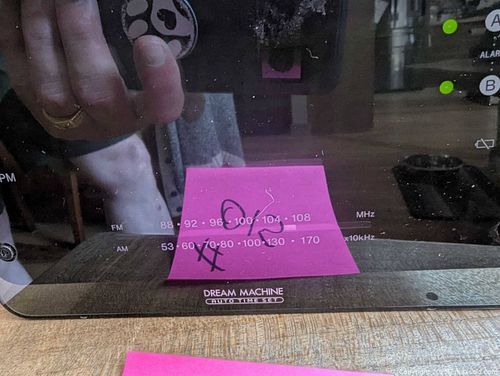 A
ALAR
B
PM
FM 88 • 92 • 96 • 100 • 104 • 108 MHz
AM 53 • 60 • 70 • 80 • 100 • 130 • 170 x10kHz
DREAM MACHINE
AUTO TIME SET